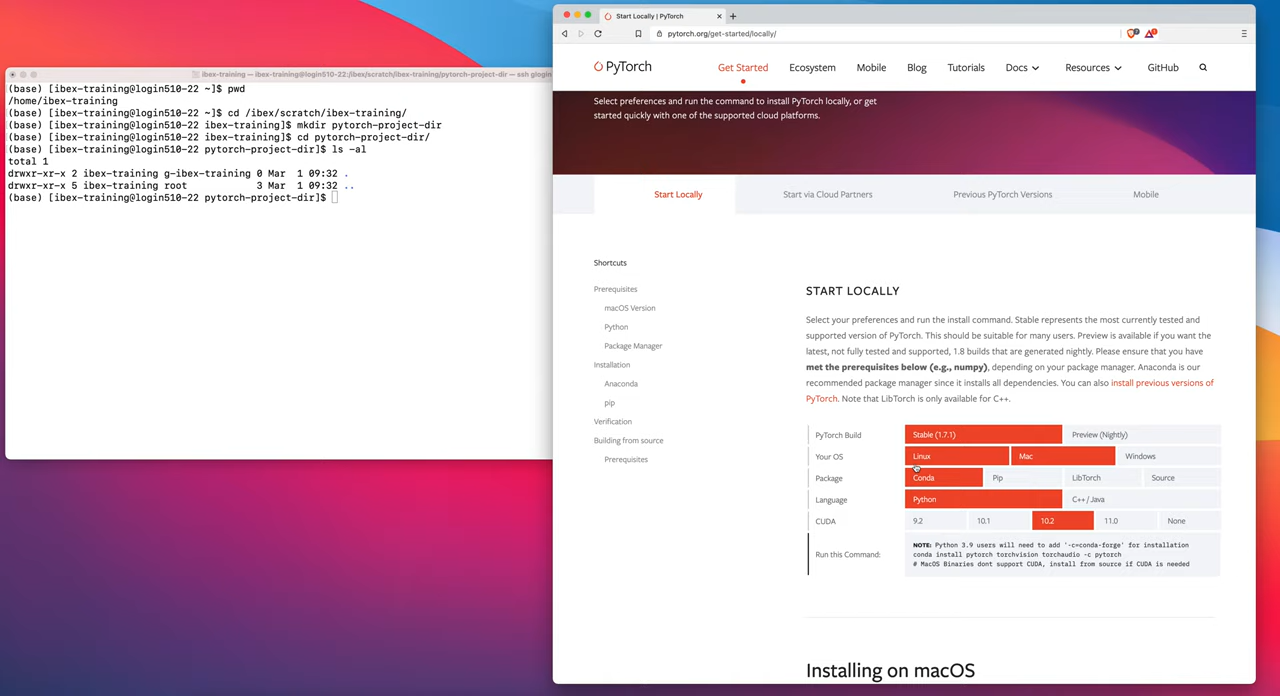 ibex-training — ibex-training@login510-22:/ibex/scratch/ibex-training/pytorch-project-dir — ssh glogin
(base) [ibex-training@login510-22 ~]$ pwd
/home/ibex-training
(base) [ibex-training@login510-22 ~]$ cd /ibex/scratch/ibex-training/
(base) [ibex-training@login510-22 ibex-training]$ mkdir pytorch-project-dir
(base) [ibex-training@login510-22 ibex-training]$ cd pytorch-project-dir/
(base) [ibex-training@login510-22 pytorch-project-dir]$ ls -al
total 1
drwxr-xr-x 2 ibex-training g-ibex-training 0 Mar  1 09:32 .
drwxr-xr-x 5 ibex-training root            3 Mar  1 09:32 ..
(base) [ibex-training@login510-22 pytorch-project-dir]$
Start Locally | PyTorch
pytorch.org/get-started/locally/
PyTorch Get Started Ecosystem Mobile Blog Tutorials Docs Resources GitHub
Select preferences and run the command to install PyTorch locally, or get
started quickly with one of the supported cloud platforms.
Start Locally Start via Cloud Partners Previous PyTorch Versions Mobile
Shortcuts
Prerequisites
macOS Version
Python
Package Manager
Installation
Anaconda
pip
Verification
Building from source
Prerequisites
START LOCALLY
Select your preferences and run the install command. Stable represents the most currently tested and
supported version of PyTorch. This should be suitable for many users. Preview is available if you want the
latest, not fully tested and supported, 1.8 builds that are generated nightly. Please ensure that you have
met the prerequisites below (e.g., numpy), depending on your package manager. Anaconda is our
recommended package manager since it installs all dependencies. You can also install previous versions of
PyTorch. Note that LibTorch is only available for C++.
PyTorch Build Stable (1.7.1) Preview (Nightly)
Your OS Linux Mac Windows
Package Conda Pip LibTorch Source
Language Python C++ / Java
CUDA 9.2 10.1 10.2 11.0 None
Run this Command:
NOTE: Python 3.9 users will need to add '-c=conda-forge' for installation
conda install pytorch torchvision torchaudio -c pytorch
# MacOS Binaries dont support CUDA, install from source if CUDA is needed
Installing on macOS